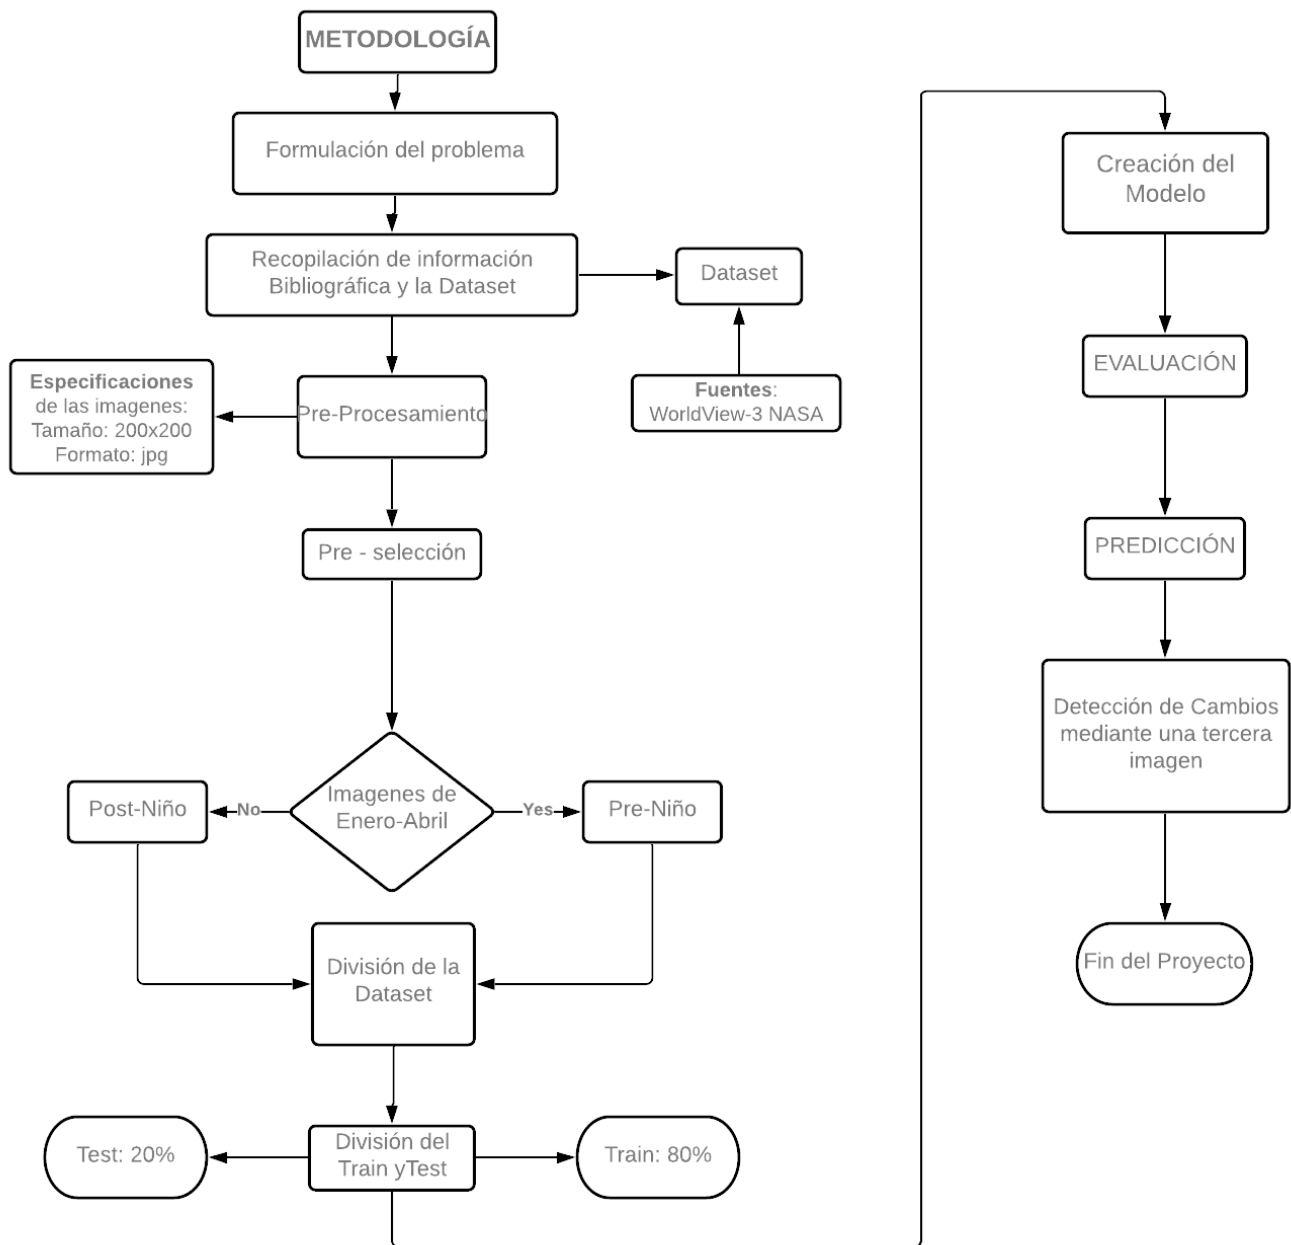 METODOLOGÍA
Formulación del problema
Recopilación de información
Bibliográfica y la Dataset
Dataset
Fuentes:
WorldView-3 NASA
Especificaciones
de las imagenes:
Tamaño: 200x200
Formato: jpg
Pre-Procesamiento
Pre - selección
Imagenes de
Enero-Abril
No
Post-Niño
Yes
Pre-Niño
División de la
Dataset
División del
Train yTest
Test: 20%
Train: 80%
Creación del
Modelo
EVALUACIÓN
PREDICCIÓN
Detección de Cambios
mediante una tercera
imagen
Fin del Proyecto